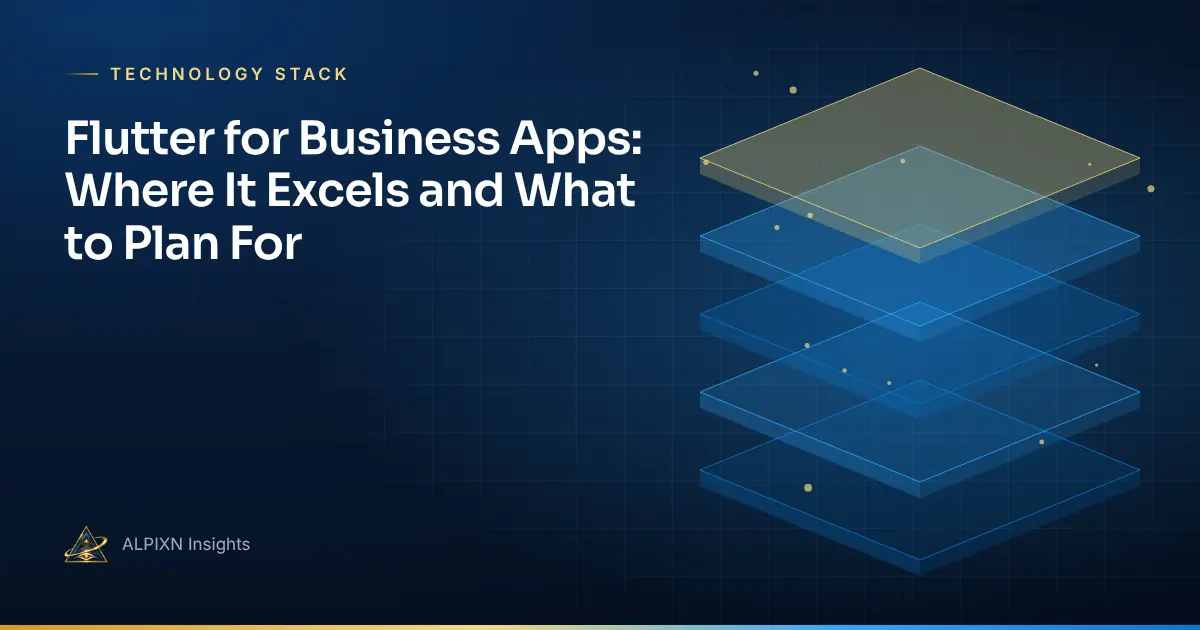 TECHNOLOGY STACK
Flutter for Business Apps:
Where It Excels and What
to Plan For
ALPIXN Insights